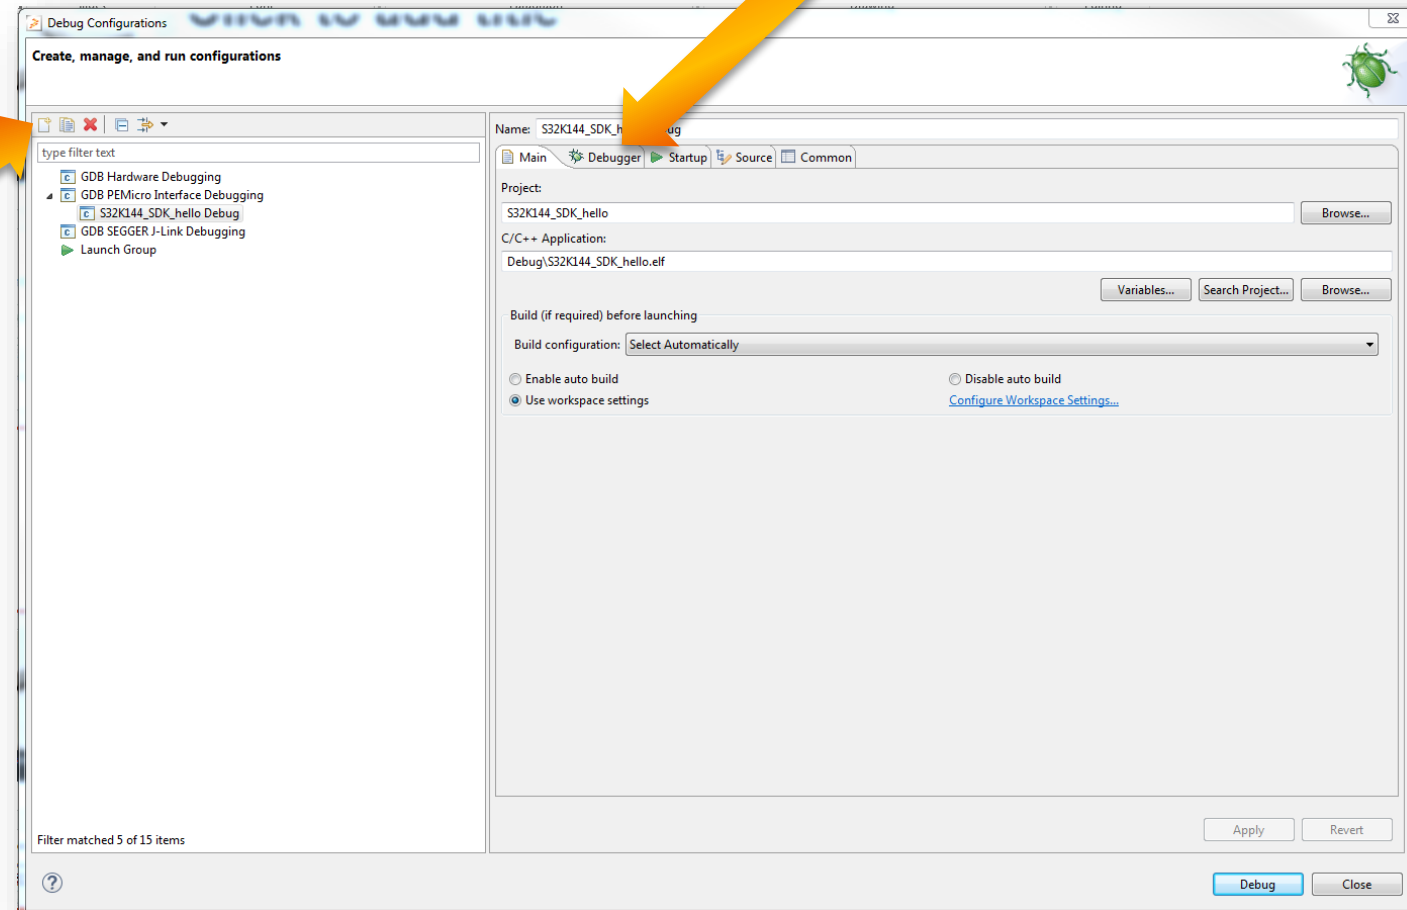 Debug Configurations
Create, manage, and run configurations
type filter text
GDB Hardware Debugging
GDB PEMicro Interface Debugging
S32K144_SDK_hello Debug
GDB SEGGER J-Link Debugging
Launch Group
Filter matched 5 of 15 items
Name: S32K144_SDK_h ug
Main Debugger Startup Source Common
Project:
S32K144_SDK_hello
Browse...
C/C++ Application:
Debug\S32K144_SDK_hello.elf
Variables... Search Project... Browse...
Build (if required) before launching
Build configuration: Select Automatically
Enable auto build Disable auto build
Use workspace settings Configure Workspace Settings...
Apply Revert
Debug Close